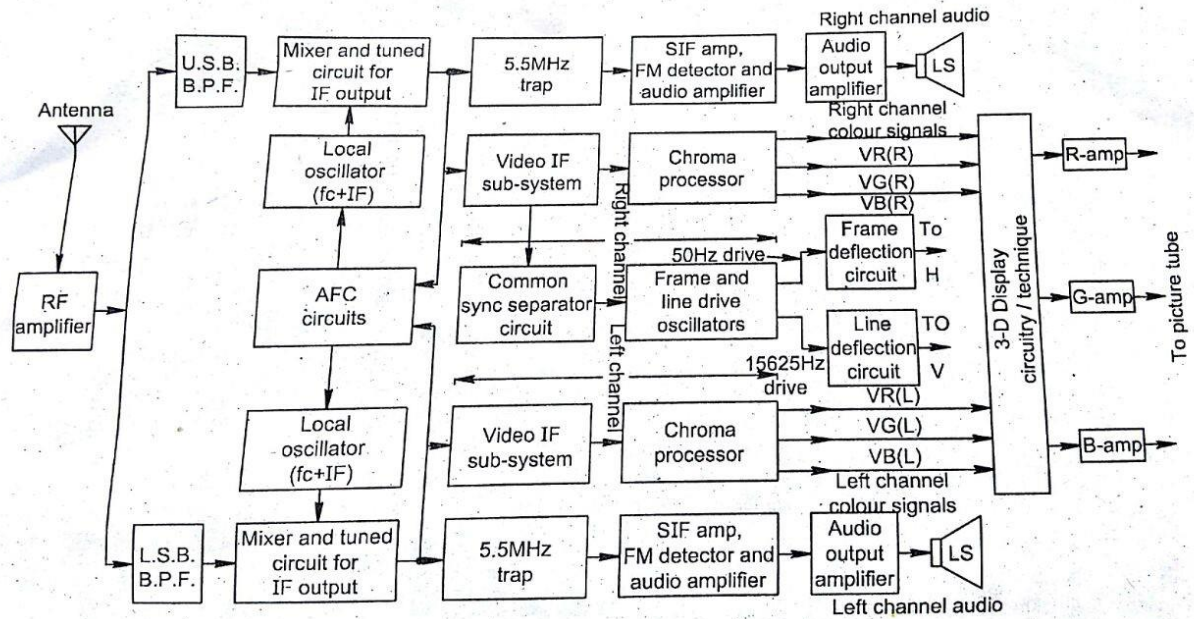 Right channel audio
U.S.B.
B.P.F.
Mixer and tuned
circuit for
IF output
5.5MHz
trap
SIF amp,
FM detector and
audio amplifier
Audio
output
amplifier
LS
Antenna
Local
oscillator
(fc+IF)
Video IF
sub-system
Chroma
processor
Right channel
colour signals
VR(R)
VG(R)
VB(R)
R-amp
Right channel
RF
amplifier
AFC
circuits
Common
sync separator
circuit
50Hz drive
Frame and
line drive
oscillators
Frame
deflection
circuit
To
H
Line
deflection
circuit
TO
V
3-D Display
circuitry / technique
G-amp
To picture tube
Left channel
15625Hz
drive
Local
oscillator
(fc+IF)
Video IF
sub-system
Chroma
processor
VR(L)
VG(L)
VB(L)
Left channel
colour signals
B-amp
L.S.B.
B.P.F.
Mixer and tuned
circuit for
IF output
5.5MHz
trap
SIF amp,
FM detector and
audio amplifier
Audio
output
amplifier
LS
Left channel audio